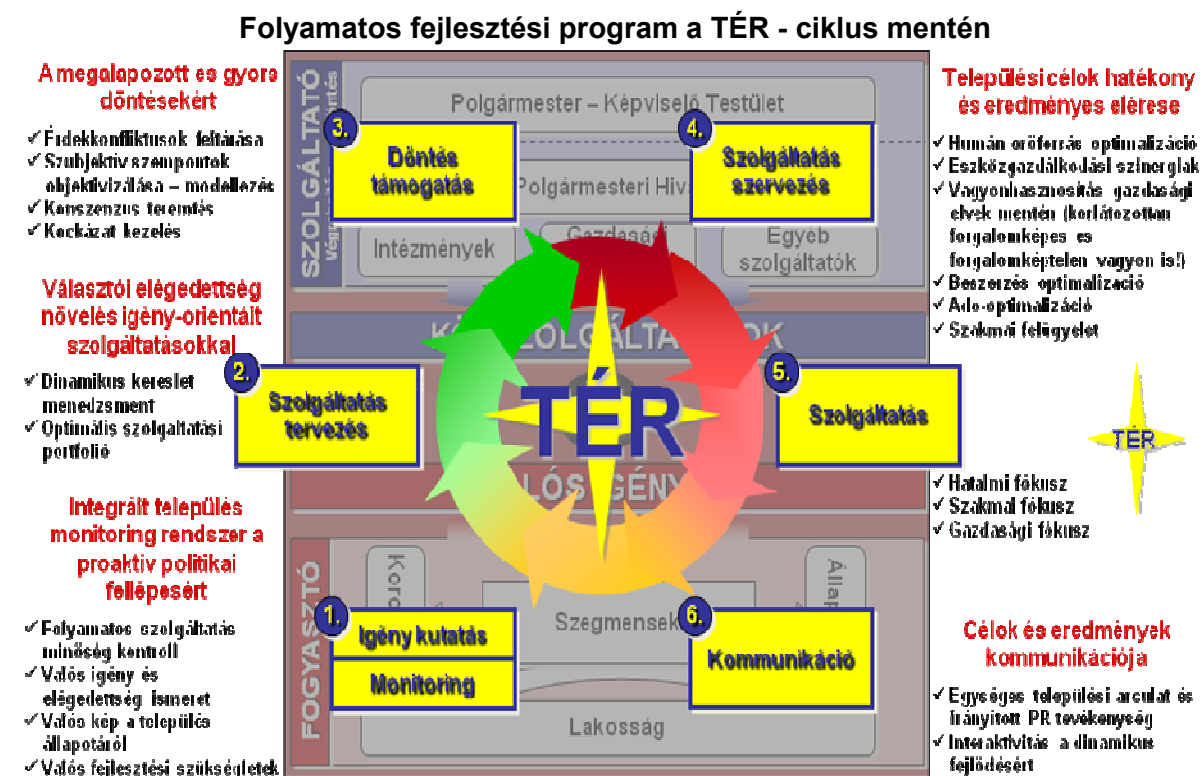 Folyamatos fejlesztési program a TÉR - ciklus mentén
A megalapozott es gyors
döntésekért
✓ Érdekkonfliktusok feltárása
✓ Szubjektív szempontok
objektivizálása – modellezés
✓ Konszenzus teremtés
✓ Kockázat kezelés
Választói elégedettség
növelés igény-orientált
szolgáltatásokkal
✓ Dinamikus kereslet
menedzsment
✓ Optimális szolgáltatási
portfolió
Integrált település
monitoring rendszer a
proaktív politikai
fellépesért
✓ Folyamatos szolgáltatás
minőség kontroll
✓ Valós igény és
elégedettség ismeret
✓ Valós kép a település
állapotáról
✓ Valós fejlesztési szükségletek
SZOLGÁLTATÓ
Polgármester – Képviselő Testület
3.
Döntés
támogatás
4.
Szolgáltatás
szervezés
Polgármesteri
Intézmények
Gazdasági
Egyéb
szolgáltatók
2.
Szolgáltatás
tervezés
TÉR
5.
Szolgáltatás
FOGYASZTÓ
Szegmensek
1.
Igény kutatás
Monitoring
6.
Kommunikáció
Lakosság
Települési célok hatékony
és eredményes elérese
✓ Humán erőforrás optimalizáció
✓ Eszközgazdálkodási szinergiák
✓ Vagyonhasznosítás gazdasági
elvek mentén (korlátozottan
forgalomképes es
forgalomképtelen vagyon is!)
✓ Beszerzés optimalizació
✓ Adó-optimalizáció
✓ Szakmai felügyelet
TÉR
✓ Hatalmi fókusz
✓ Szakmai fókusz
✓ Gazdasági fókusz
Célok és eredmények
kommunikációja
✓ Egységes települési arculat és
irányított PR tevékenység
✓ Interaktivitás a dinamikus
fejlődésért